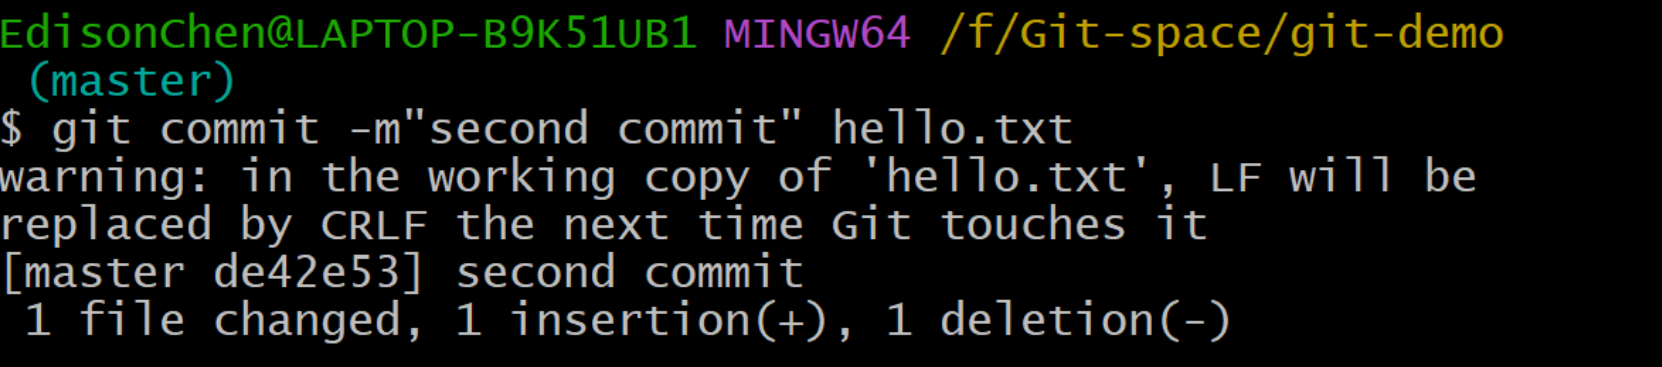 EdisonChen@LAPTOP-B9K51UB1 MINGW64 /f/Git-space/git-demo
(master)
$ git commit -m"second commit" hello.txt
warning: in the working copy of 'hello.txt', LF will be
replaced by CRLF the next time Git touches it
[master de42e53] second commit
1 file changed, 1 insertion(+), 1 deletion(-)